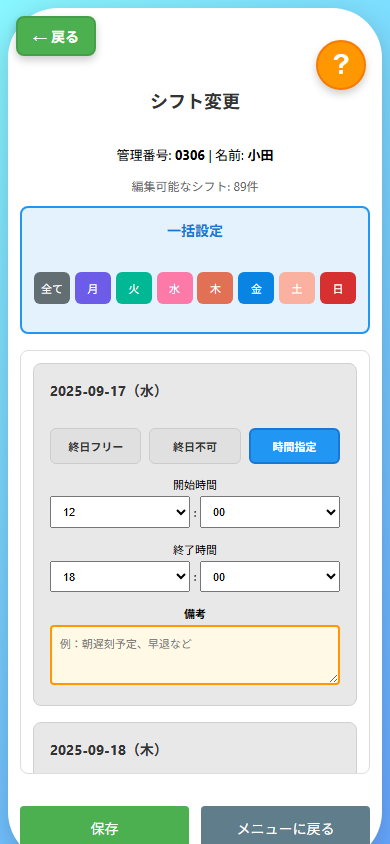 ← 戻る
?
シフト変更
管理番号: 0306 | 名前: 小田
編集可能なシフト: 89件
一括設定
全て 月 火 水 木 金 土 日
2025-09-17（水）
終日フリー 終日不可 時間指定
開始時間
12 : 00
終了時間
18 : 00
備考
例：朝遅刻予定、早退など
2025-09-18（木）
保存 メニューに戻る